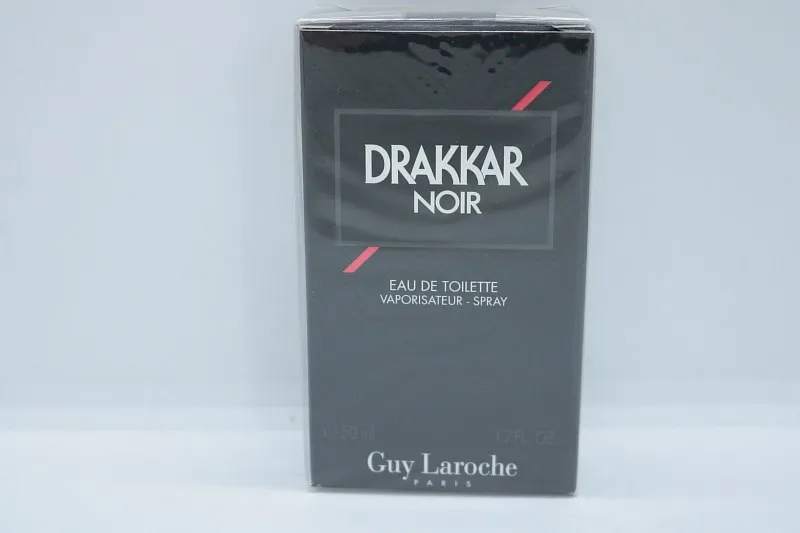 DRAKKAR
NOIR
EAU DE TOILETTE
VAPORISATEUR - SPRAY
50 ml 1.7 FL. OZ.
Guy Laroche
PARIS